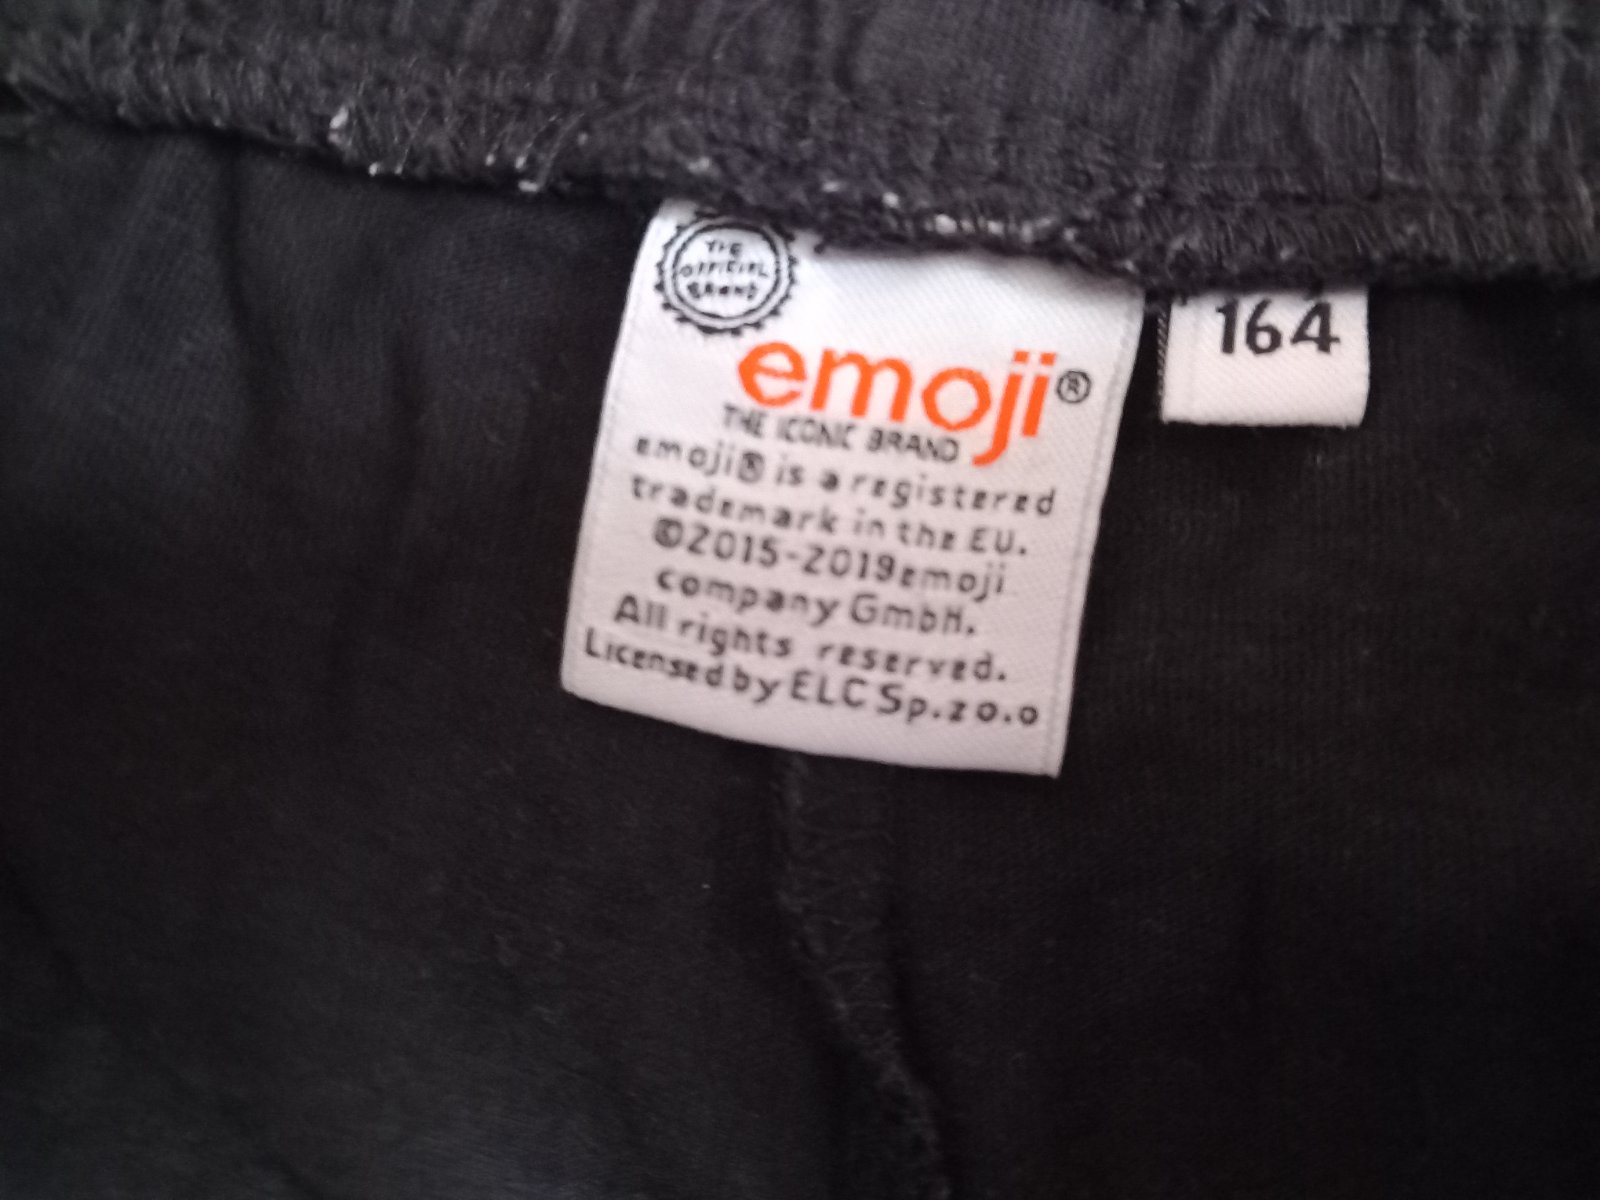 THE
OFFICIAL
BRAND
emoji®
THE ICONIC BRAND
emoji® is a registered
trademark in the EU.
©2015-2019emoji
company GmbH.
All rights reserved.
Licensed by ELC Sp.z o.o
164